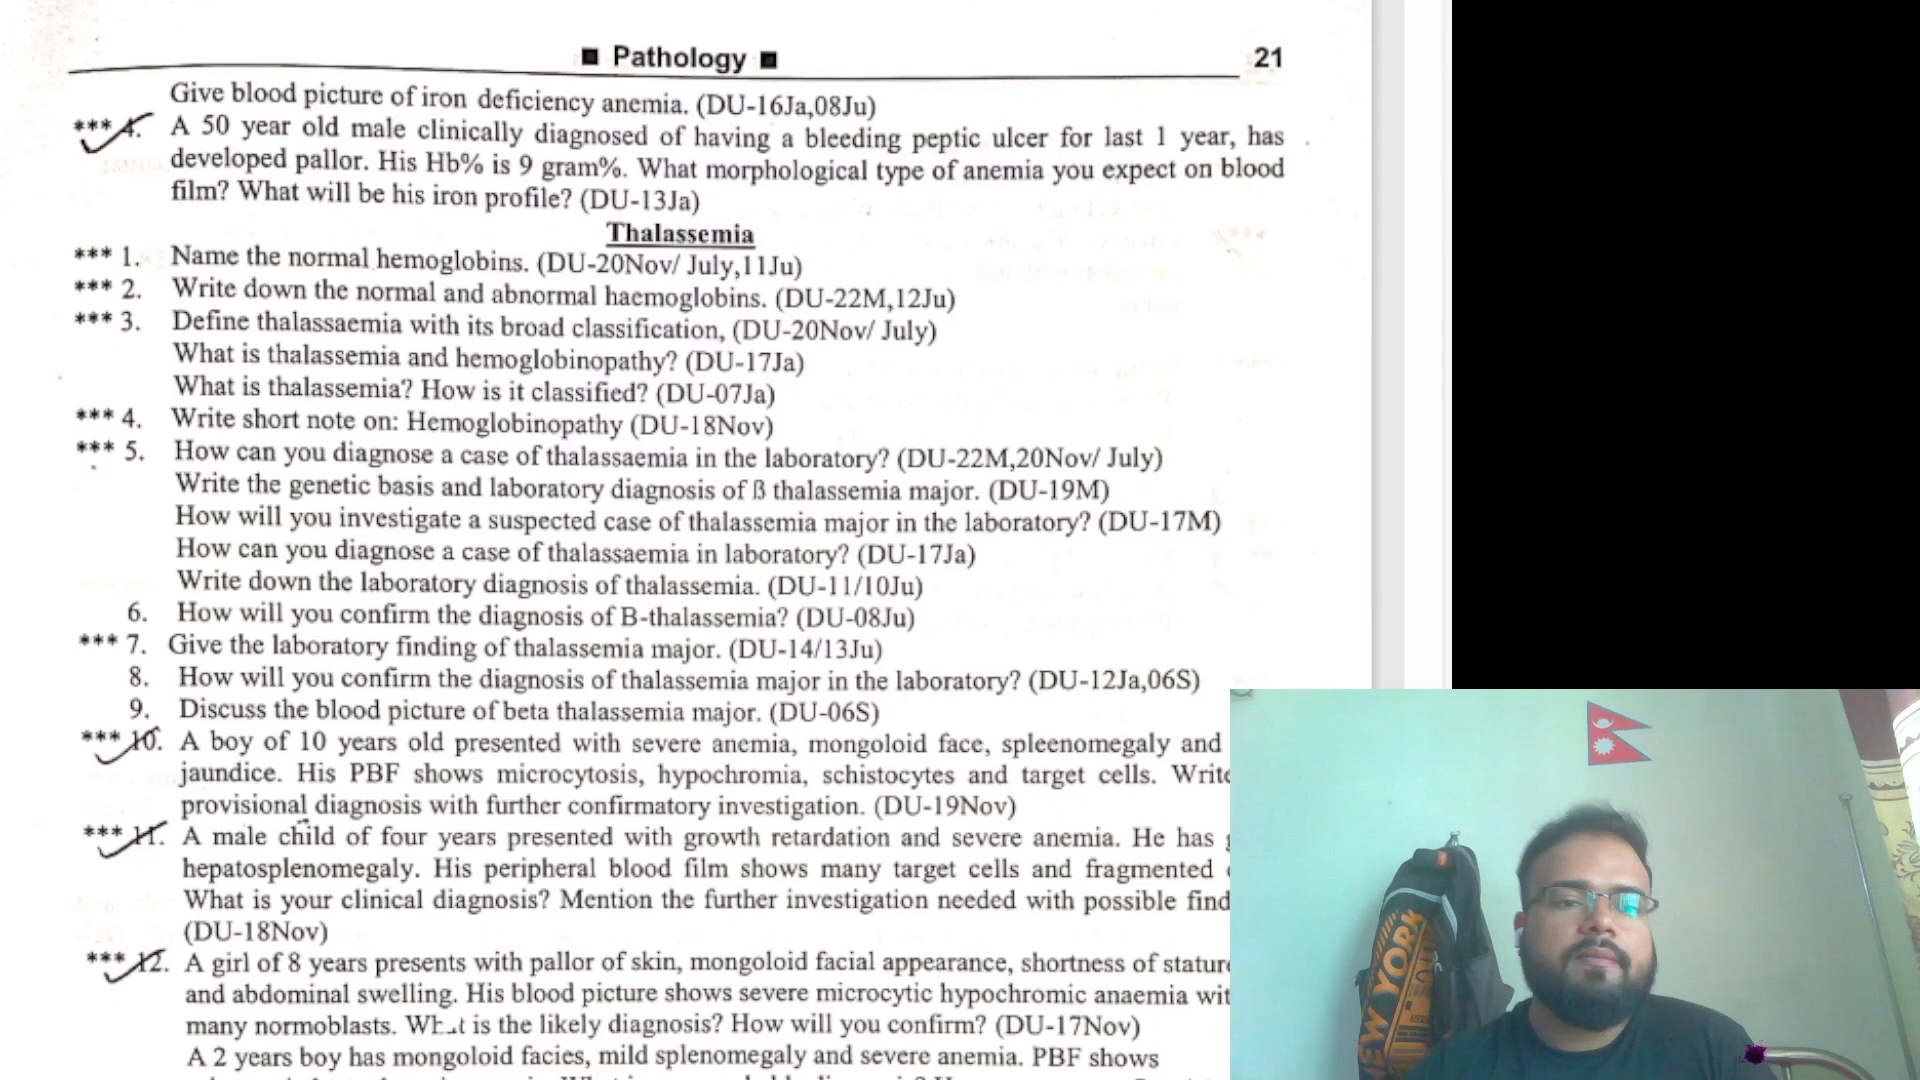 ■ Pathology ■ 21
Give blood picture of iron deficiency anemia. (DU-16Ja,08Ju)
*** 4. A 50 year old male clinically diagnosed of having a bleeding peptic ulcer for last 1 year, has
developed pallor. His Hb% is 9 gram%. What morphological type of anemia you expect on blood
film? What will be his iron profile? (DU-13Ja)
Thalassemia
*** 1. Name the normal hemoglobins. (DU-20Nov/ July,11Ju)
*** 2. Write down the normal and abnormal haemoglobins. (DU-22M,12Ju)
*** 3. Define thalassaemia with its broad classification, (DU-20Nov/ July)
What is thalassemia and hemoglobinopathy? (DU-17Ja)
What is thalassemia? How is it classified? (DU-07Ja)
*** 4. Write short note on: Hemoglobinopathy (DU-18Nov)
*** 5. How can you diagnose a case of thalassaemia in the laboratory? (DU-22M,20Nov/ July)
Write the genetic basis and laboratory diagnosis of ß thalassemia major. (DU-19M)
How will you investigate a suspected case of thalassemia major in the laboratory? (DU-17M)
How can you diagnose a case of thalassaemia in laboratory? (DU-17Ja)
Write down the laboratory diagnosis of thalassemia. (DU-11/10Ju)
6. How will you confirm the diagnosis of B-thalassemia? (DU-08Ju)
*** 7. Give the laboratory finding of thalassemia major. (DU-14/13Ju)
8. How will you confirm the diagnosis of thalassemia major in the laboratory? (DU-12Ja,06S)
9. Discuss the blood picture of beta thalassemia major. (DU-06S)
*** 10. A boy of 10 years old presented with severe anemia, mongoloid face, spleenomegaly and
jaundice. His PBF shows microcytosis, hypochromia, schistocytes and target cells. Write
provisional diagnosis with further confirmatory investigation. (DU-19Nov)
*** 11. A male child of four years presented with growth retardation and severe anemia. He has
hepatosplenomegaly. His peripheral blood film shows many target cells and fragmented
What is your clinical diagnosis? Mention the further investigation needed with possible find
(DU-18Nov)
*** 12. A girl of 8 years presents with pallor of skin, mongoloid facial appearance, shortness of stature
and abdominal swelling. His blood picture shows severe microcytic hypochromic anaemia wit
many normoblasts. What is the likely diagnosis? How will you confirm? (DU-17Nov)
A 2 years boy has mongoloid facies, mild splenomegaly and severe anemia. PBF shows
NEW YORK